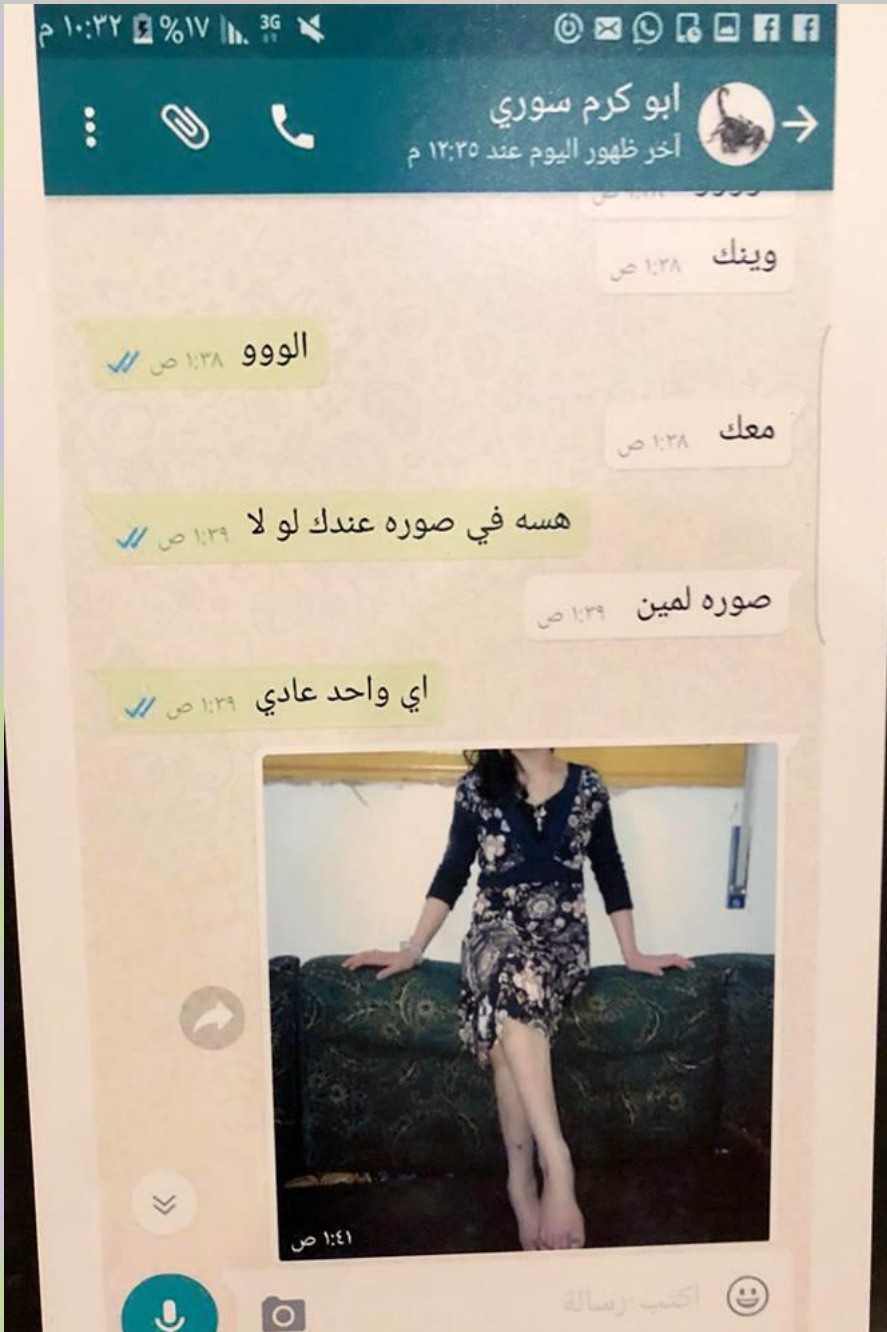 ١٠:٣٢ م %١٧ 3G
ابو كرم سوري
آخر ظهور اليوم عند ١٢:٣٥ م
وينك ١:٣٨ ص
الووو ١:٣٨ ص
معك ١:٣٨ ص
هسه في صوره عندك لو لا ١:٣٩ ص
صوره لمين ١:٣٩ ص
اي واحد عادي ١:٣٩ ص
١:٤١ ص
اكتب رسالة